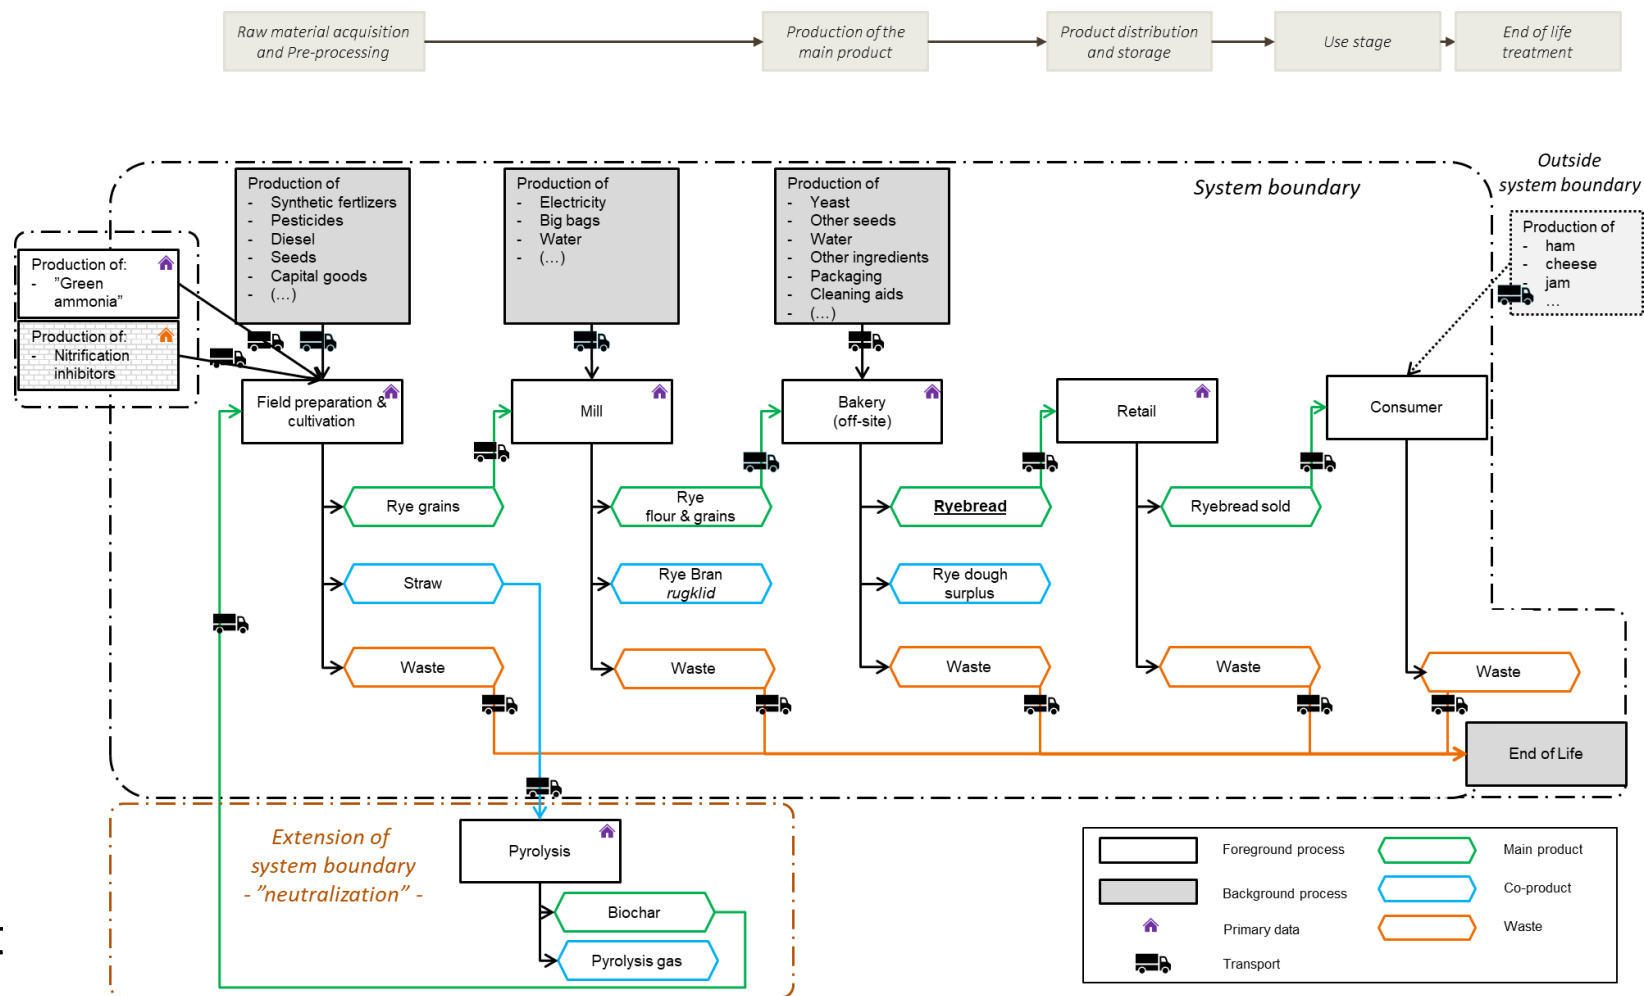 Raw material acquisition
and Pre-processing
Production of the
main product
Product distribution
and storage
Use stage
End of life
treatment
System boundary
Outside
system boundary
Production of
- Synthetic fertlizers
- Pesticides
- Diesel
- Seeds
- Capital goods
- (…)
Production of
- Electricity
- Big bags
- Water
- (…)
Production of
- Yeast
- Other seeds
- Water
- Other ingredients
- Packaging
- Cleaning aids
- (…)
Production of
- ham
- cheese
- jam
- …
Production of:
- ”Green
ammonia”
Production of:
- Nitrification
inhibitors
Field preparation &
cultivation
Mill
Bakery
(off-site)
Retail
Consumer
Rye grains
Rye
flour & grains
Ryebread
Ryebread sold
Straw
Rye Bran
rugklid
Rye dough
surplus
Waste
Waste
Waste
Waste
Waste
End of Life
Extension of
system boundary
- ”neutralization” -
Pyrolysis
Biochar
Pyrolysis gas
Foreground process
Main product
Background process
Co-product
Primary data
Waste
Transport